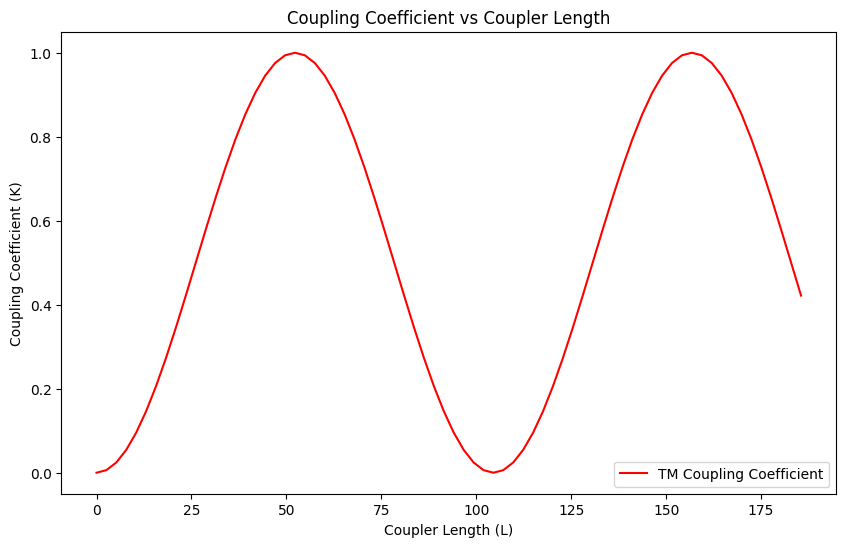 Coupling Coefficient vs Coupler Length
Coupling Coefficient (K)
1.0
0.8
0.6
0.4
0.2
0.0
0 25 50 75 100 125 150 175
Coupler Length (L)
TM Coupling Coefficient